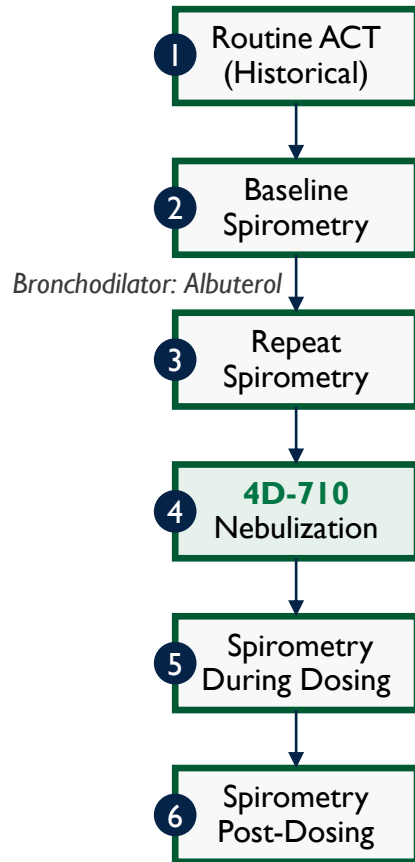 1
Routine ACT
(Historical)
2
Baseline
Spirometry
Bronchodilator: Albuterol
3
Repeat
Spirometry
4
4D-710
Nebulization
5
Spirometry
During Dosing
6
Spirometry
Post-Dosing